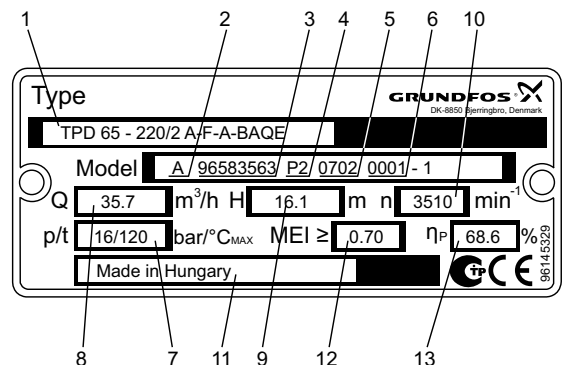 1 2 3 4 5 6 10
Type GRUNDFOS
DK-8850 Bjerringbro, Denmark
TPD 65 - 220/2 A-F-A-BAQE
Model A 96583563 P2 0702 0001 - 1
Q 35.7 m³/h H 16.1 m n 3510 min⁻¹
p/t 16/120 bar/°CMAX MEI ≥ 0.70 ηP 68.6 %
Made in Hungary
96145329
8 7 11 9 12 13